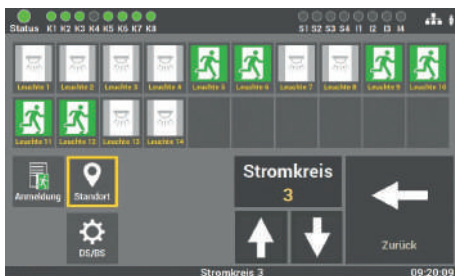 Status K1 K2 K3 K4 K5 K6 K7 K8 S1 S2 S3 S4 I1 I2 I3 I4
Leuchte 1 Leuchte 2 Leuchte 3 Leuchte 4 Leuchte 5 Leuchte 6 Leuchte 7 Leuchte 8 Leuchte 9 Leuchte 10
Leuchte 11 Leuchte 12 Leuchte 13 Leuchte 14
Anmeldung Standort
Stromkreis
3
DS/BS
Zurück
Stromkreis 3 09:20:09